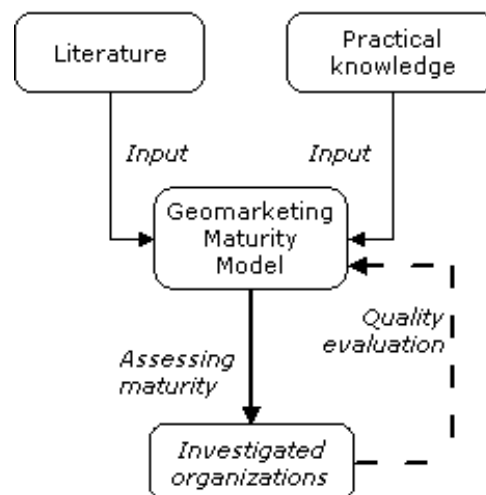 Literature
Practical
knowledge
Input
Input
Geomarketing
Maturity
Model
Quality
evaluation
Assessing
maturity
Investigated
organizations